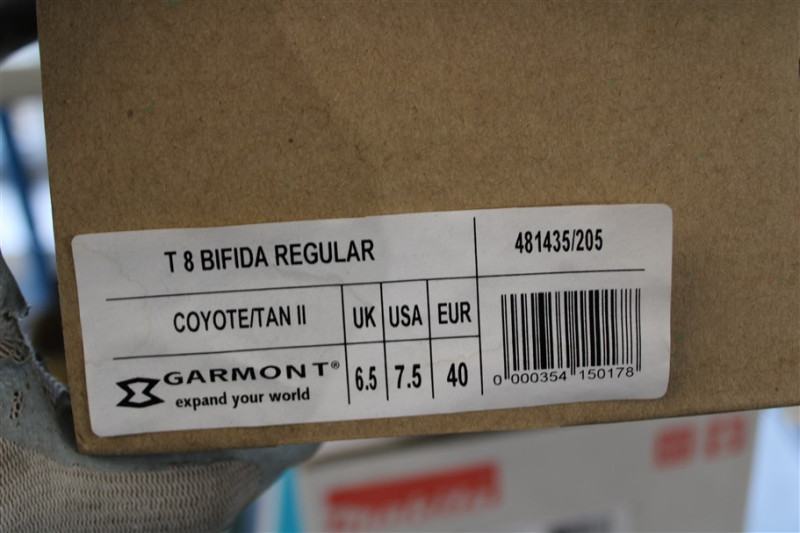 T 8 BIFIDA REGULAR
481435/205
COYOTE/TAN II
UK USA EUR
6.5 7.5 40
GARMONT®
expand your world
0 000354 150178
Makita